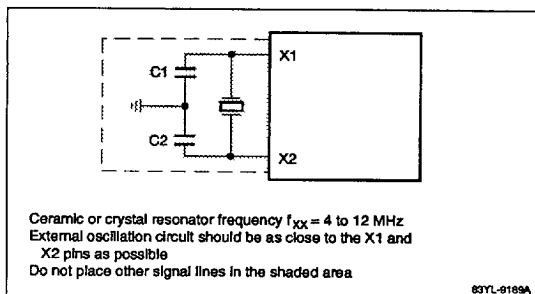 C1
X1
C2
X2
Ceramic or crystal resonator frequency fXX = 4 to 12 MHz
External oscillation circuit should be as close to the X1 and
X2 pins as possible
Do not place other signal lines in the shaded area
83YL-9189A